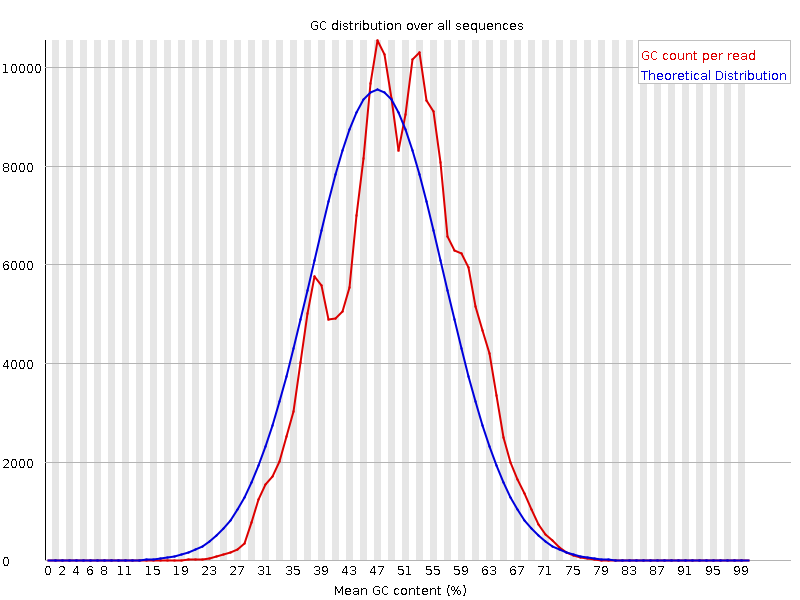 GC distribution over all sequences
GC count per read
Theoretical Distribution
10000
8000
6000
4000
2000
0
0 2 4 6 8 11 15 19 23 27 31 35 39 43 47 51 55 59 63 67 71 75 79 83 87 91 95 99
Mean GC content (%)